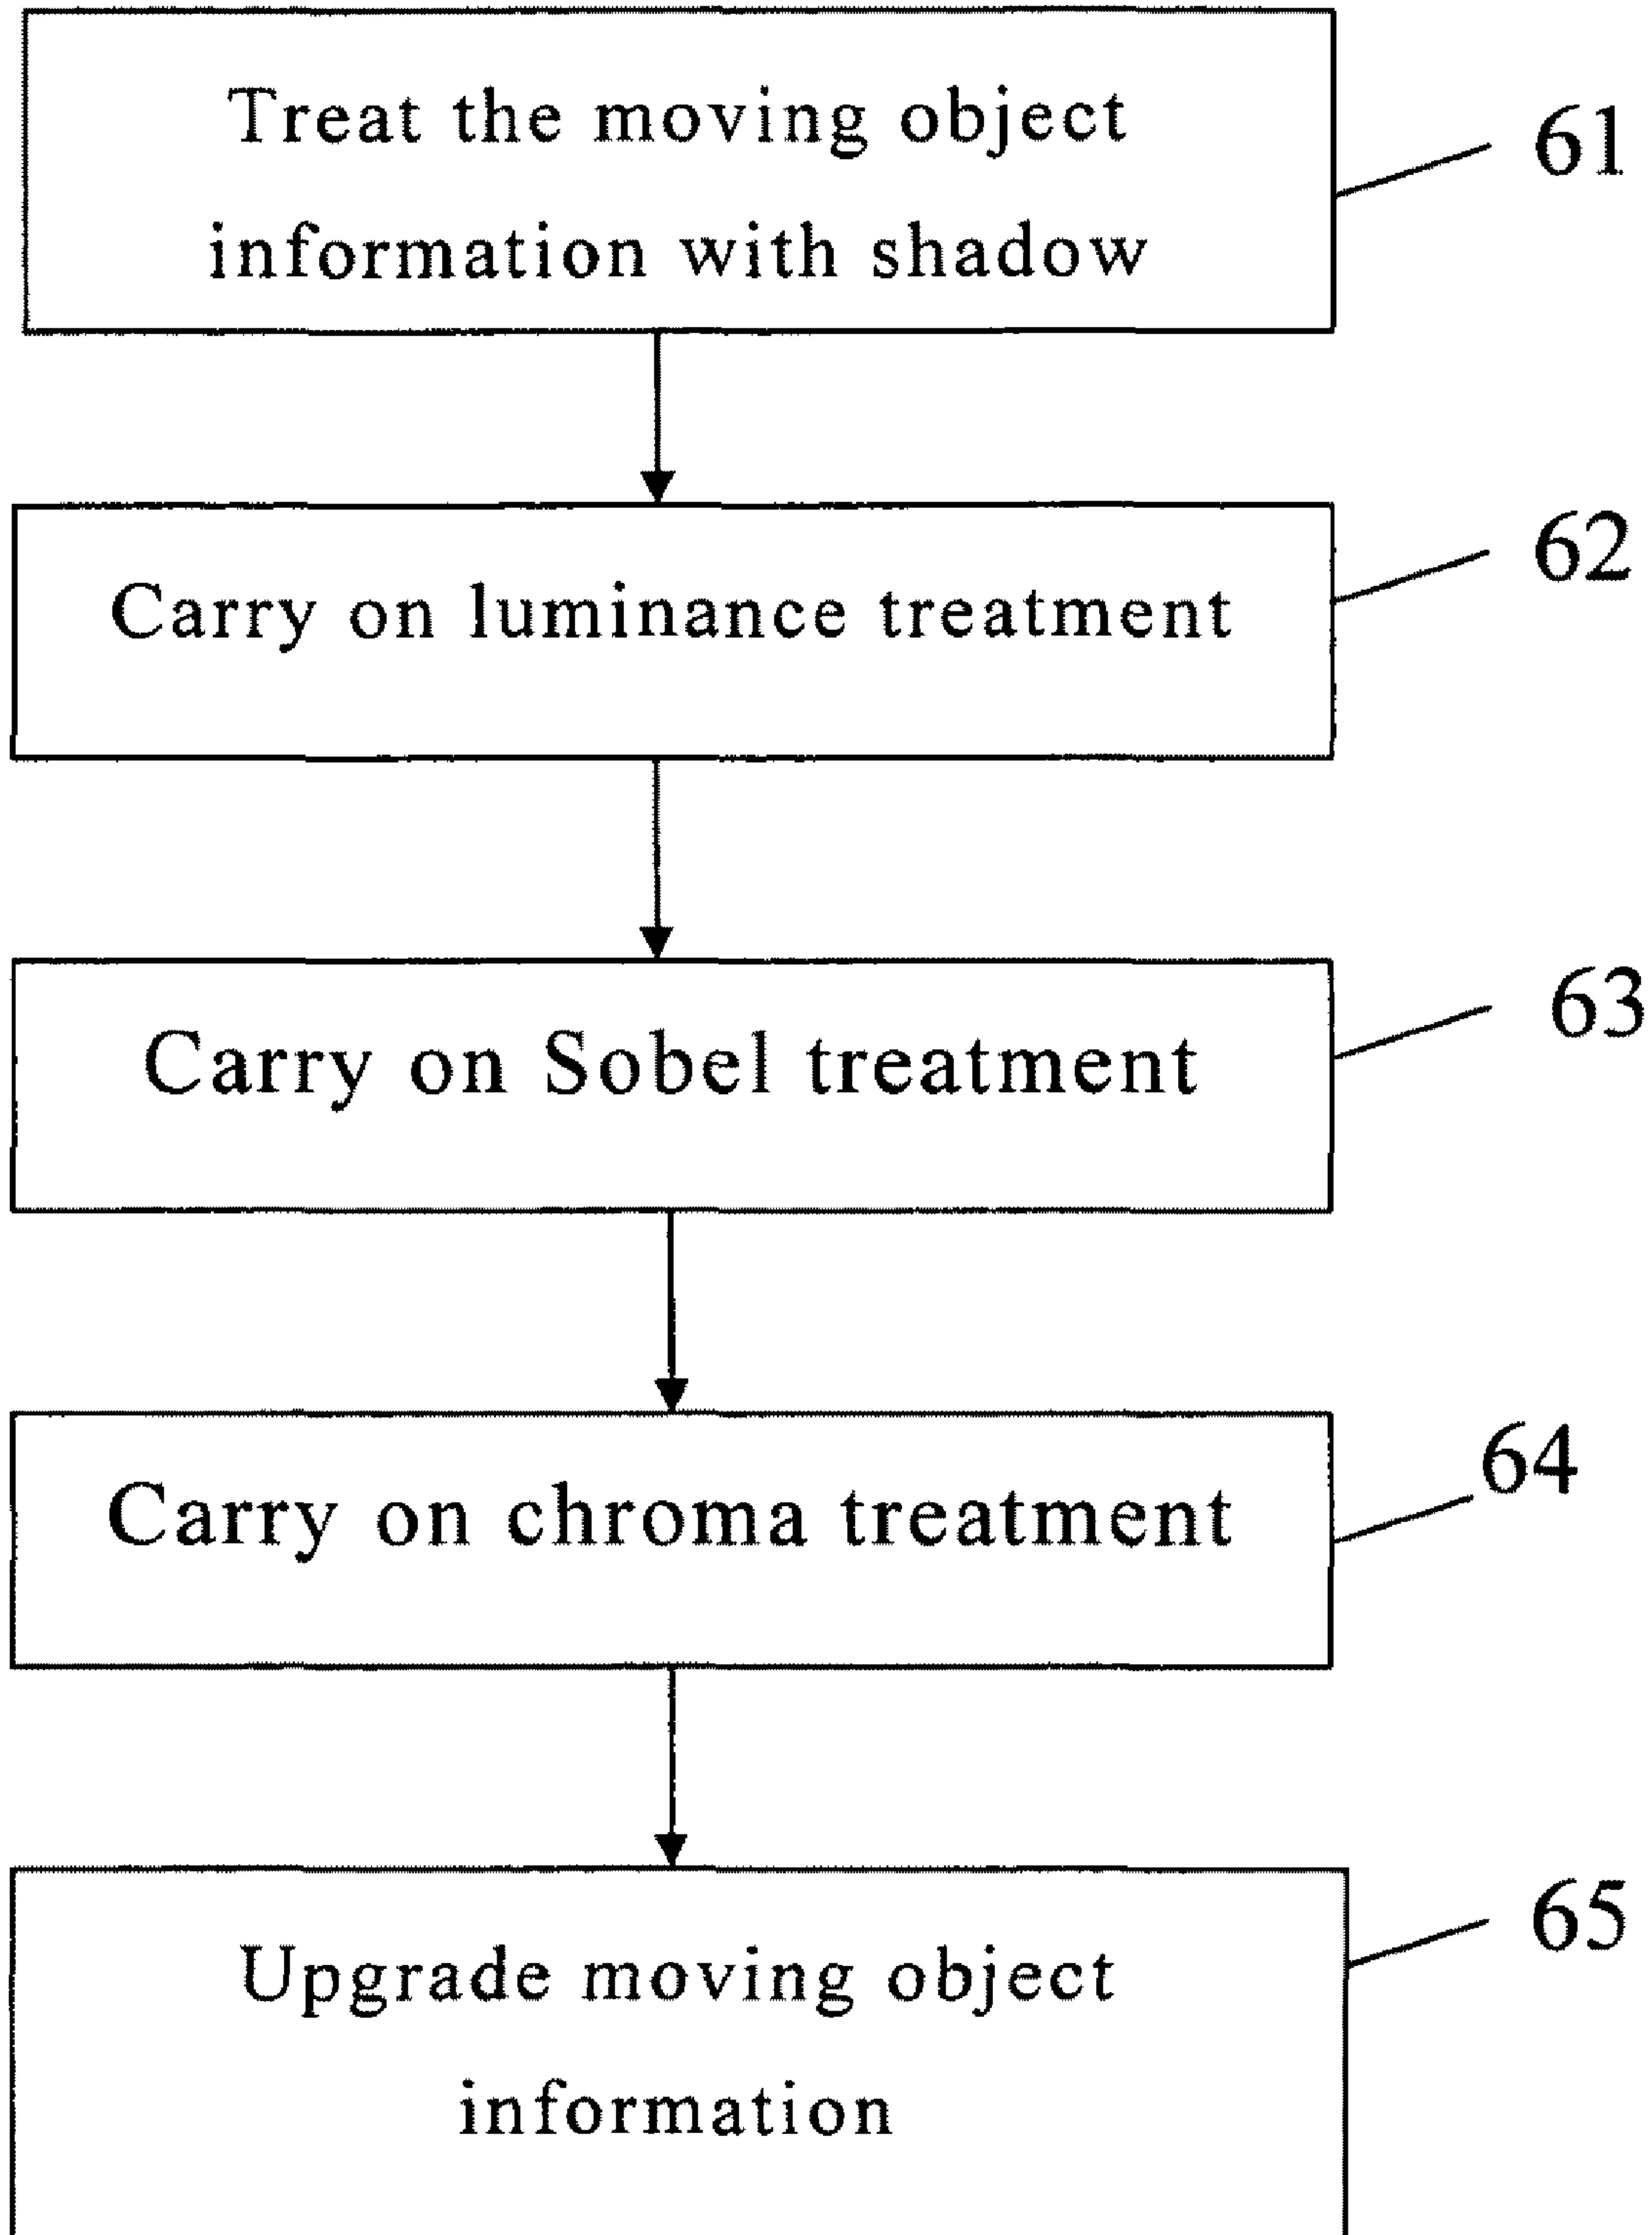 Treat the moving object
information with shadow
61
Carry on luminance treatment
62
Carry on Sobel treatment
63
Carry on chroma treatment
64
Upgrade moving object
information
65